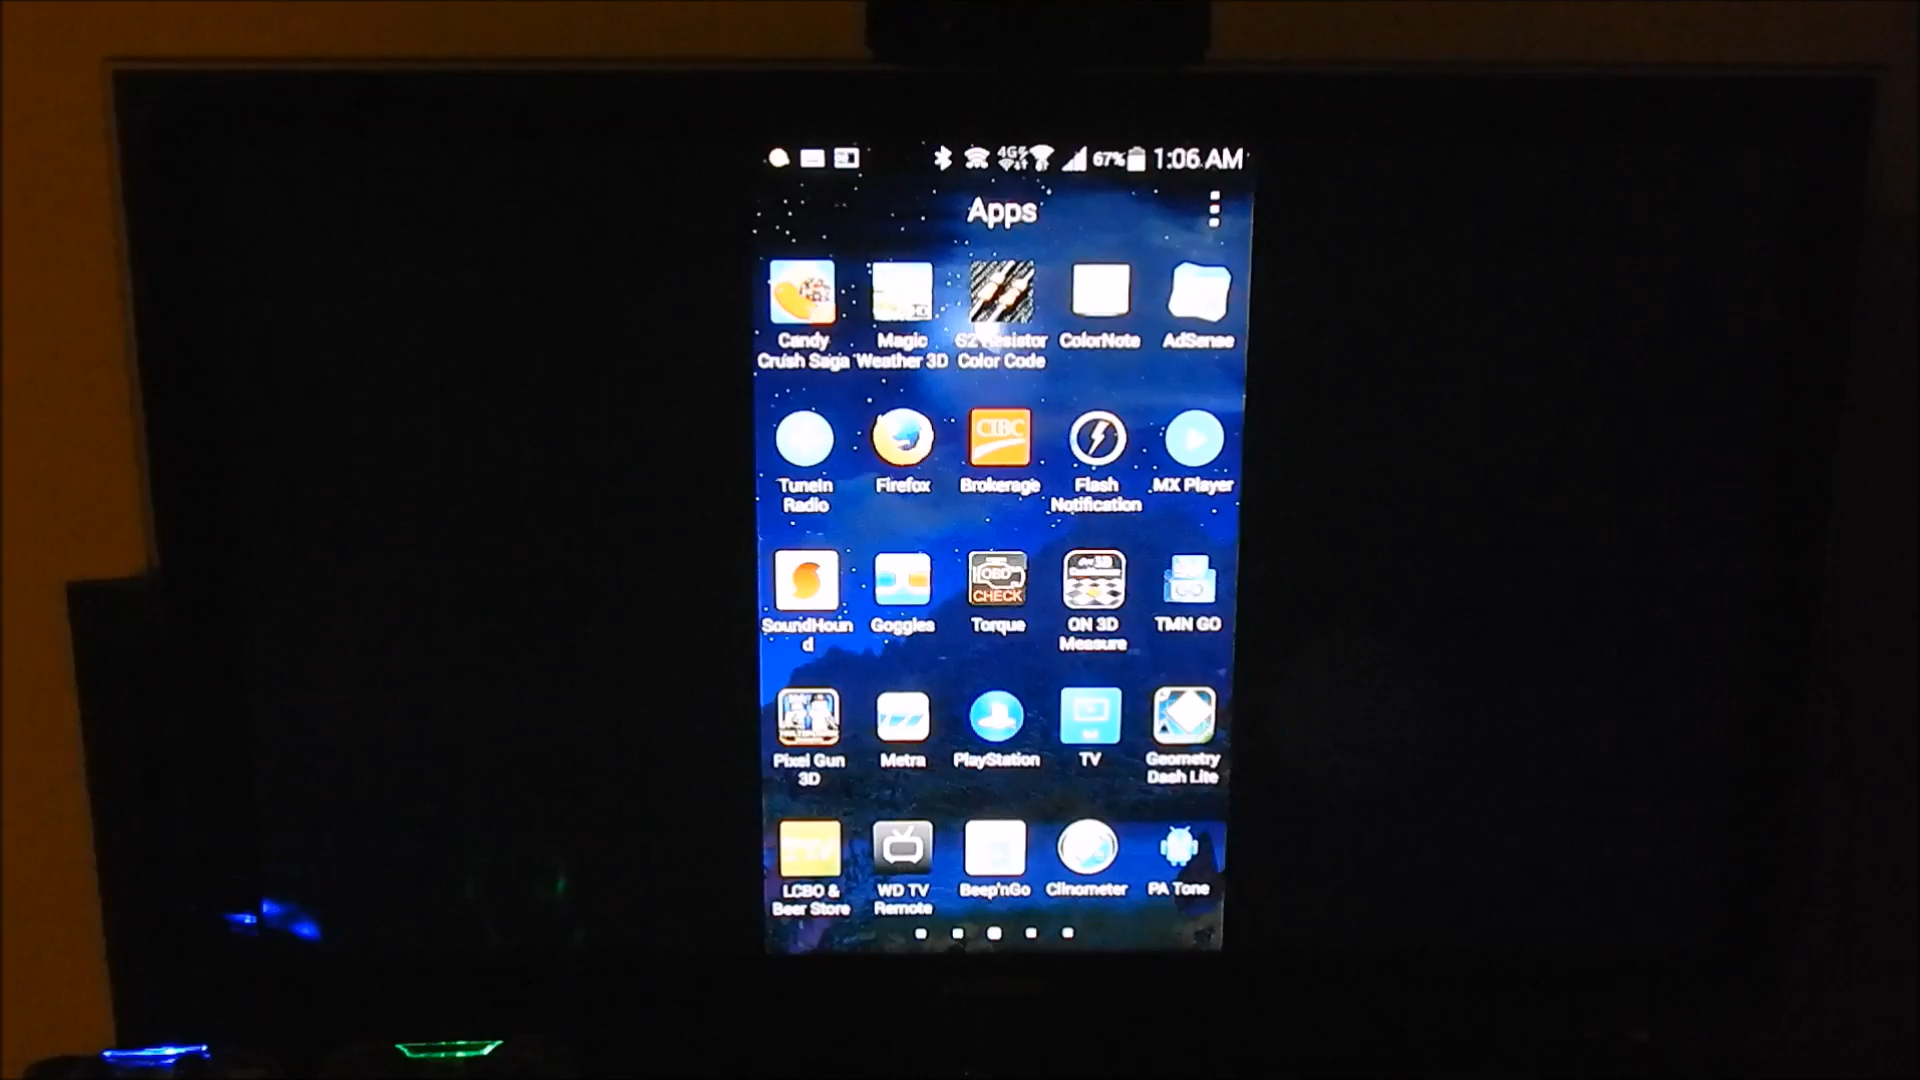 4G 67% 1:06 AM
Apps
Candy Magic S2 Resistor ColorNote AdSense
Crush Saga Weather 3D Color Code
CIBC
TuneIn Firefox Brokerage Flash MX Player
Radio Notification
OBD
CHECK
SoundHoun Goggles Torque ON 3D TMN GO
d Measure
Pixel Gun Metra PlayStation TV Geometry
3D Dash Lite
LCBO & WD TV Beep'nGo Clinometer PA Tone
Beer Store Remote